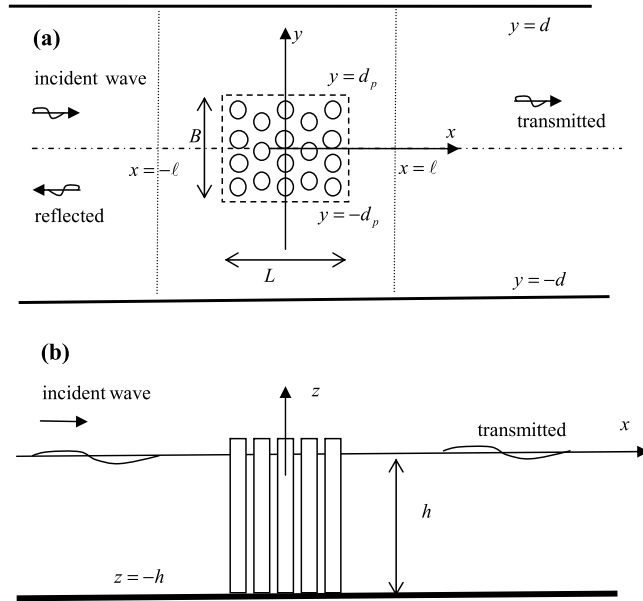 (a)
y
y = d
incident wave
y = d_p
transmitted
B
x
x = −ℓ
x = ℓ
reflected
y = −d_p
L
y = −d
(b)
incident wave
z
transmitted
x
h
z = −h